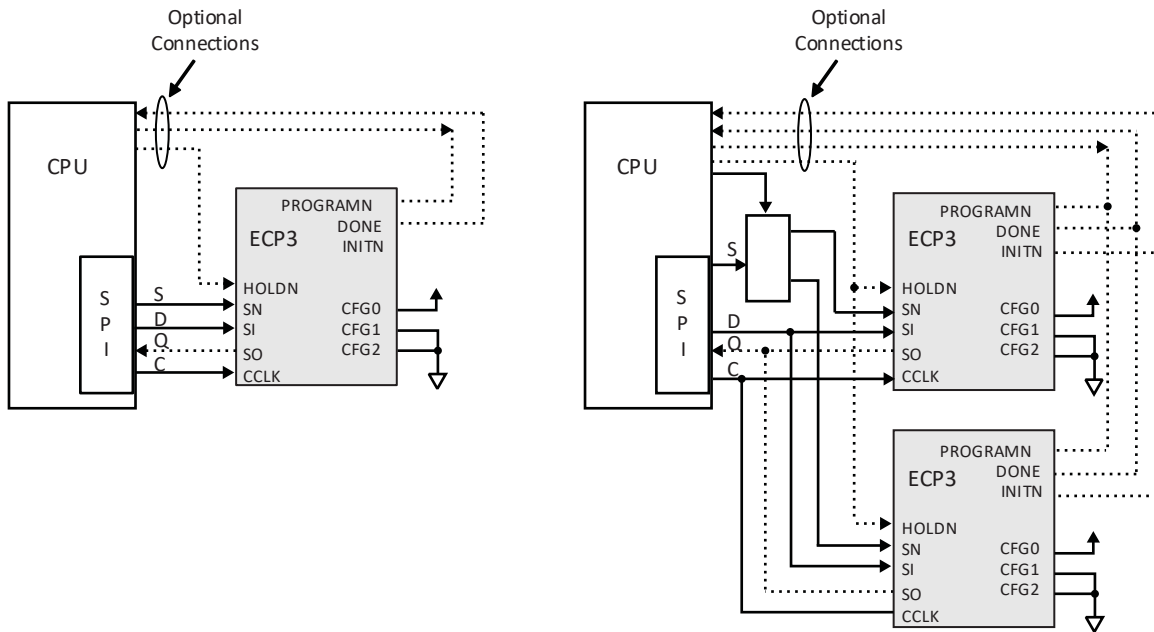 Optional
Connections
CPU
PROGRAMN
DONE
ECP3
INITN
S
P
I
HOLDN
S
SN
CFG0
D
SI
CFG1
Q
SO
CFG2
C
CCLK
Optional
Connections
CPU
PROGRAMN
DONE
ECP3
INITN
S
S
P
I
HOLDN
SN
CFG0
D
SI
CFG1
Q
SO
CFG2
C
CCLK
PROGRAMN
DONE
ECP3
INITN
HOLDN
SN
CFG0
SI
CFG1
SO
CFG2
CCLK